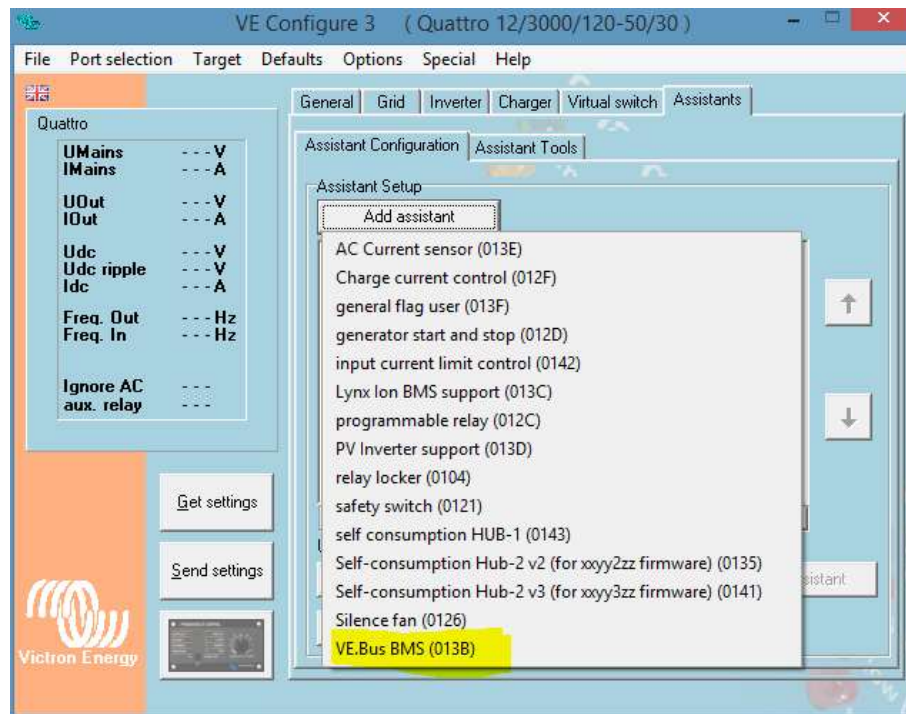 VE Configure 3 ( Quattro 12/3000/120-50/30 )
File Port selection Target Defaults Options Special Help
General Grid Inverter Charger Virtual switch Assistants
Quattro
UMains - - - V
IMains - - - A
UOut - - - V
IOut - - - A
Udc - - - V
Udc ripple - - - V
Idc - - - A
Freq. Out - - - Hz
Freq. In - - - Hz
Ignore AC - - -
aux. relay - - -
Get settings
Send settings
Victron Energy
Assistant Configuration Assistant Tools
Assistant Setup
Add assistant
AC Current sensor (013E)
Charge current control (012F)
general flag user (013F)
generator start and stop (012D)
input current limit control (0142)
Lynx Ion BMS support (013C)
programmable relay (012C)
PV Inverter support (013D)
relay locker (0104)
safety switch (0121)
self consumption HUB-1 (0143)
Self-consumption Hub-2 v2 (for xxyy2zz firmware) (0135)
Self-consumption Hub-2 v3 (for xxyy3zz firmware) (0141)
Silence fan (0126)
VE.Bus BMS (013B)
sistant